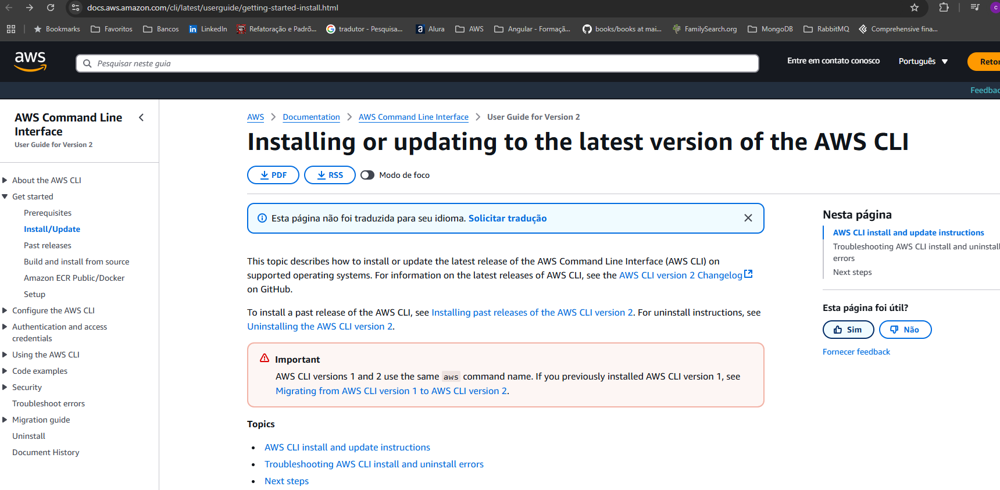 docs.aws.amazon.com/cli/latest/userguide/getting-started-install.html
Bookmarks Favoritos Bancos LinkedIn Refatoração e Padrõ... tradutor - Pesquisa... Alura AWS Angular - Formaçã... books/books at mai... FamilySearch.org MongoDB RabbitMQ Comprehensive fina...
aws
Pesquisar neste guia
Entre em contato conosco
Português
Retor
Feedbac
AWS Command Line
Interface
User Guide for Version 2
About the AWS CLI
Get started
Prerequisites
Install/Update
Past releases
Build and install from source
Amazon ECR Public/Docker
Setup
Configure the AWS CLI
Authentication and access
credentials
Using the AWS CLI
Code examples
Security
Troubleshoot errors
Migration guide
Uninstall
Document History
AWS > Documentation > AWS Command Line Interface > User Guide for Version 2
Installing or updating to the latest version of the AWS CLI
PDF
RSS
Modo de foco
Esta página não foi traduzida para seu idioma. Solicitar tradução
This topic describes how to install or update the latest release of the AWS Command Line Interface (AWS CLI) on
supported operating systems. For information on the latest releases of AWS CLI, see the AWS CLI version 2 Changelog
on GitHub.
To install a past release of the AWS CLI, see Installing past releases of the AWS CLI version 2. For uninstall instructions, see
Uninstalling the AWS CLI version 2.
Important
AWS CLI versions 1 and 2 use the same aws command name. If you previously installed AWS CLI version 1, see
Migrating from AWS CLI version 1 to AWS CLI version 2.
Topics
• AWS CLI install and update instructions
• Troubleshooting AWS CLI install and uninstall errors
• Next steps
Nesta página
AWS CLI install and update instructions
Troubleshooting AWS CLI install and uninstall
errors
Next steps
Esta página foi útil?
Sim
Não
Fornecer feedback